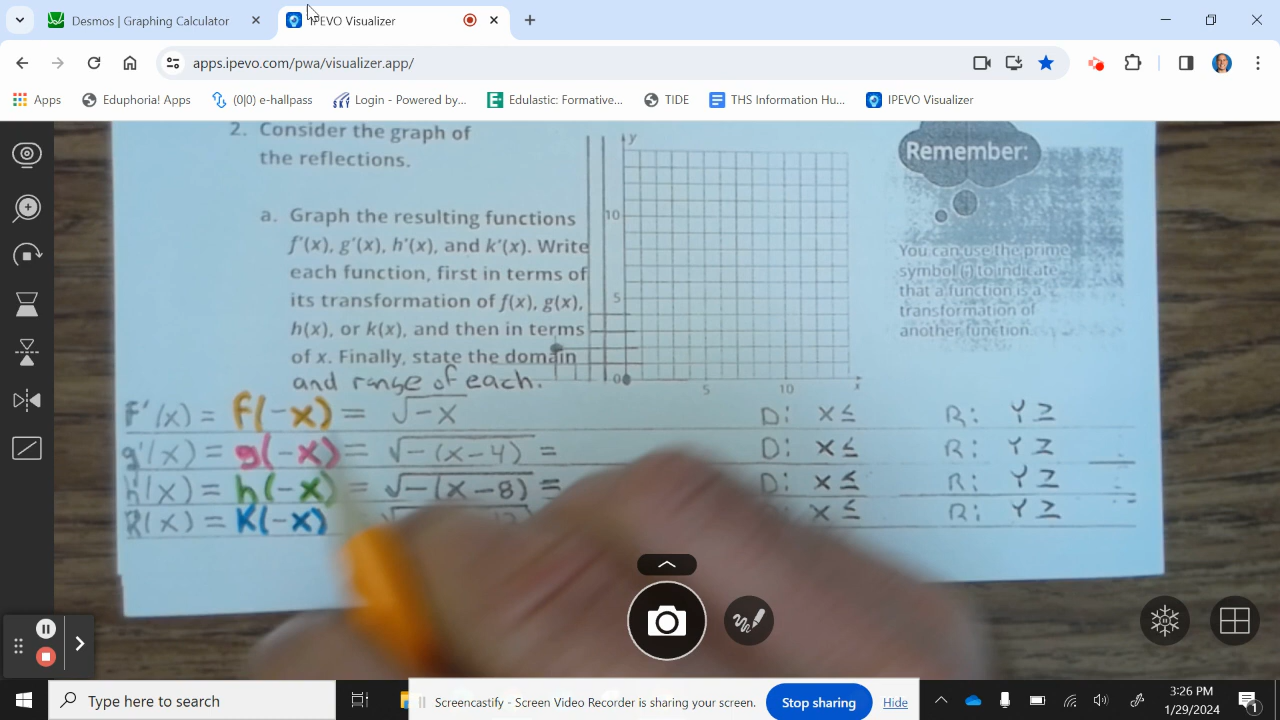 Desmos | Graphing Calculator
IPEVO Visualizer
apps.ipevo.com/pwa/visualizer.app/
Apps
Eduphoria! Apps
(0|0) e-hallpass
Login - Powered by...
Edulastic: Formative...
TIDE
THS Information Hu...
IPEVO Visualizer
2. Consider the graph of
the reflections.
a. Graph the resulting functions
f'(x), g'(x), h'(x), and k'(x). Write
each function, first in terms of
its transformation of f(x), g(x),
h(x), or k(x), and then in terms
of x. Finally, state the domain
and range of each.
y
10
5
0
5
10
x
Remember:
You can use the prime
symbol (') to indicate
that a function is a
transformation of
another function.
F'(x) = f(-x) = √-x D: x≤ R: Y≥
g'(x) = g(-x) = √-(x-4) = D: x≤ R: Y≥
h'(x) = h(-x) = √-(x-8) = D: x≤ R: Y≥
K(x) = K(-x) x≤ R: Y≥
Type here to search
Screencastify - Screen Video Recorder is sharing your screen.
Stop sharing
Hide
3:26 PM
1/29/2024
1